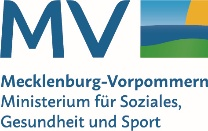 MV
Mecklenburg-Vorpommern
Ministerium für Soziales,
Gesundheit und Sport